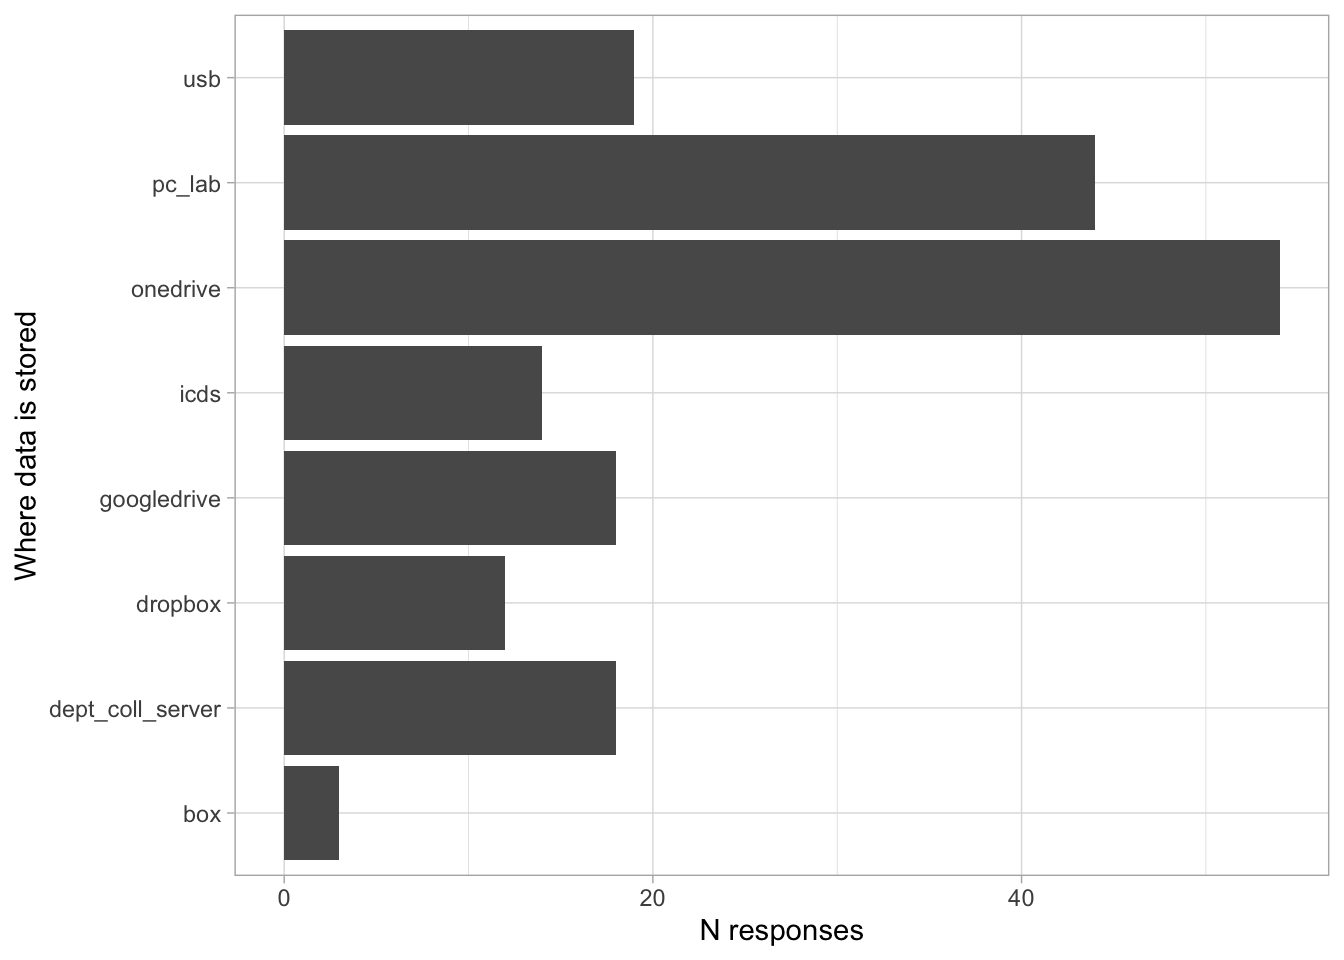 usb
pc_lab
onedrive
icds
googledrive
dropbox
dept_coll_server
box
Where data is stored
0 20 40
N responses